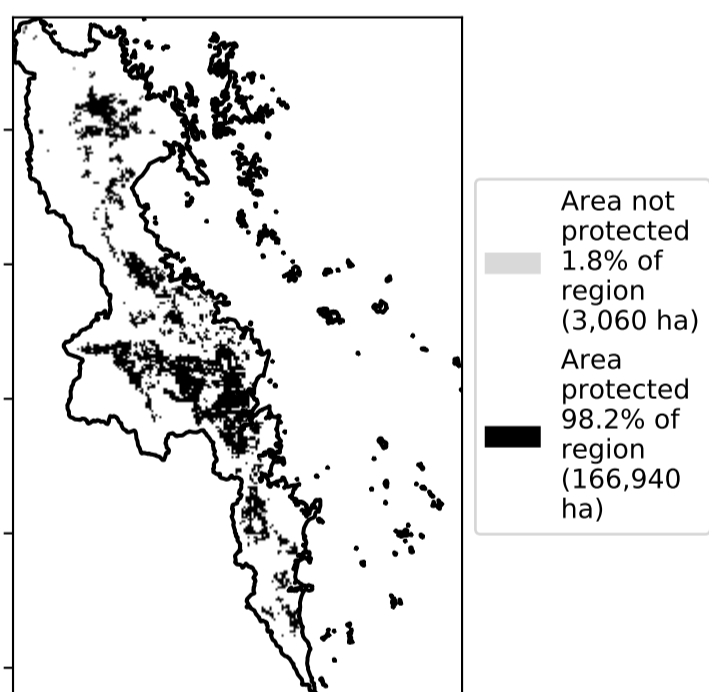 Area not
protected
1.8% of
region
(3,060 ha)
Area
protected
98.2% of
region
(166,940
ha)